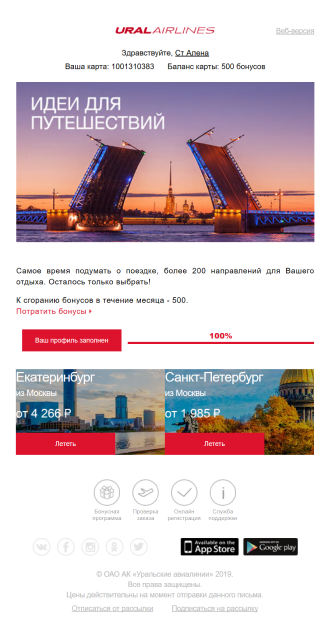 URALAIRLINES
Веб-версия
Здравствуйте, Ст Алена
Ваша карта: 1001310383 Баланс карты: 500 бонусов
ИДЕИ ДЛЯ
ПУТЕШЕСТВИЙ
Самое время подумать о поездке, более 200 направлений для Вашего
отдыха. Осталось только выбрать!
К сгоранию бонусов в течение месяца - 500.
Потратить бонусы
Ваш профиль заполнен
100%
Екатеринбург
из Москвы
от 4 266 ₽
Лететь
Санкт-Петербург
из Москвы
от 1 985 ₽
Лететь
Бонусная
программа
Проверка
заказа
Онлайн
регистрация
Служба
поддержки
Available on the
App Store
ANDROID APP ON
Google play
© ОАО АК «Уральские авиалинии» 2019.
Все права защищены.
Цены действительны на момент отправки данного письма.
Отписаться от рассылки Подписаться на рассылку